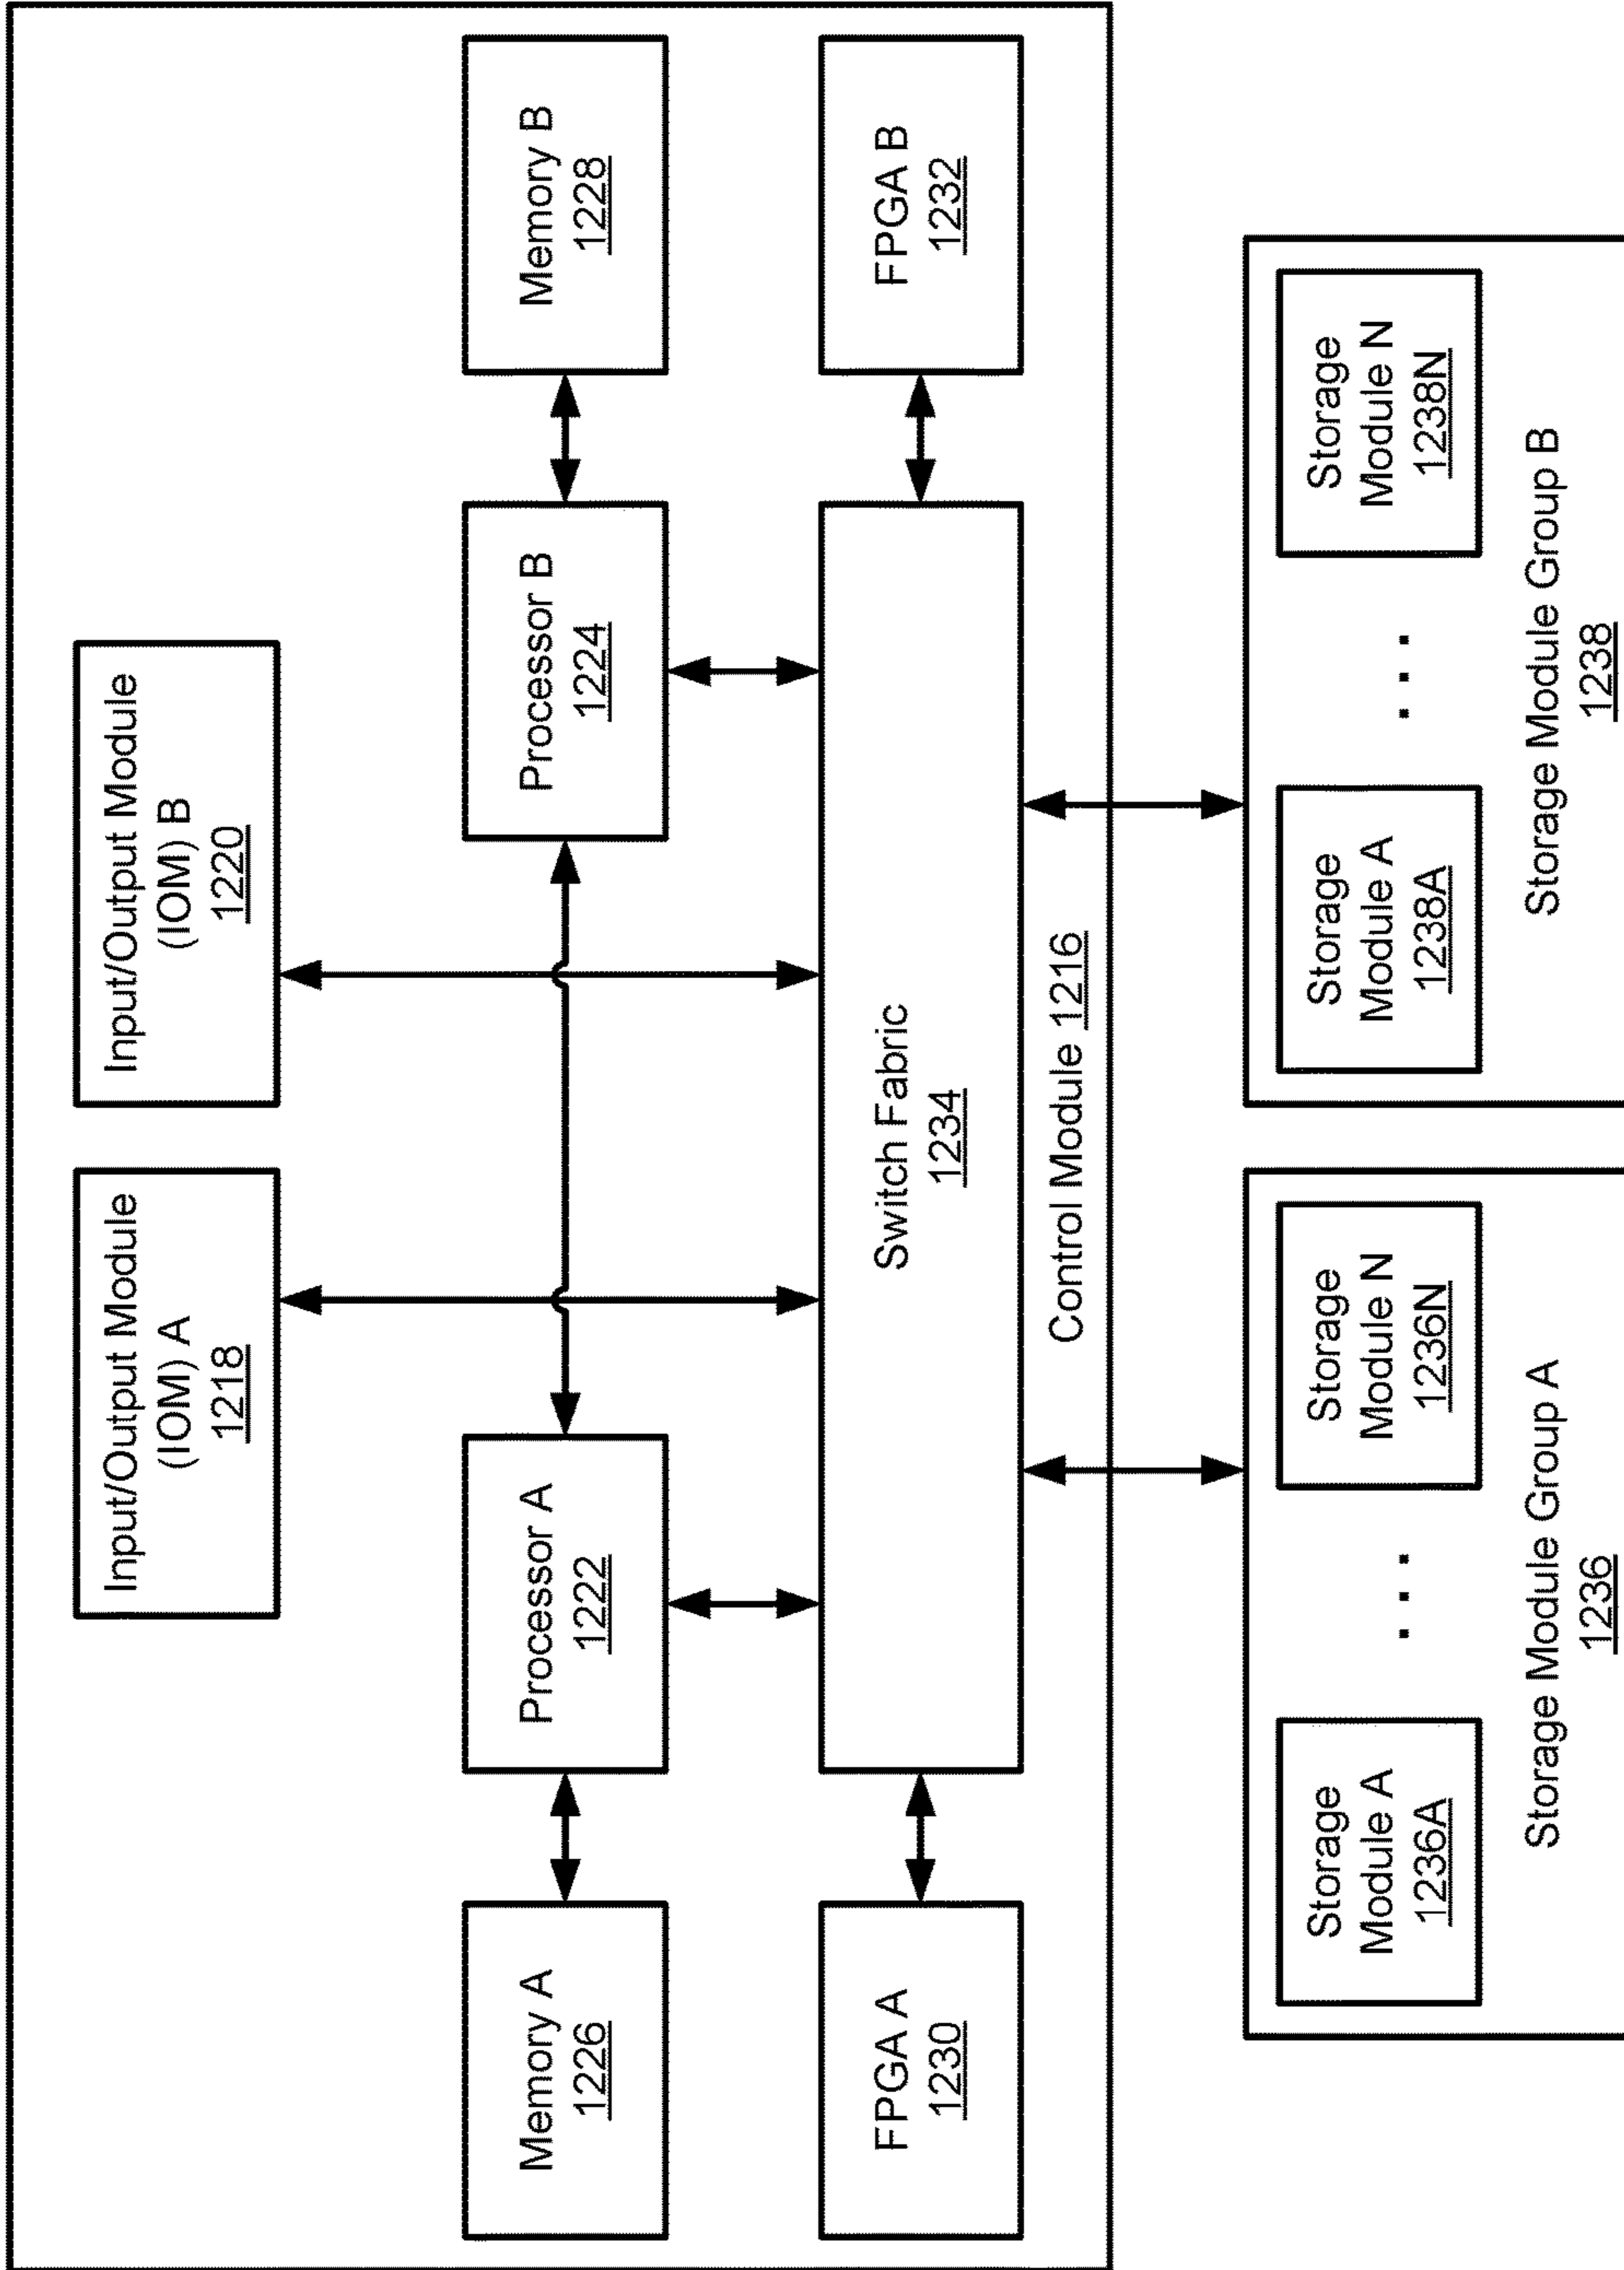 Input/Output Module
(IOM) A
1218
Input/Output Module
(IOM) B
1220
Memory A
1226
Processor A
1222
Processor B
1224
Memory B
1228
FPGA A
1230
Switch Fabric
1234
FPGA B
1232
Control Module 1216
Storage
Module A
1236A
. . .
Storage
Module N
1236N
Storage Module Group A
1236
Storage
Module A
1238A
. . .
Storage
Module N
1238N
Storage Module Group B
1238